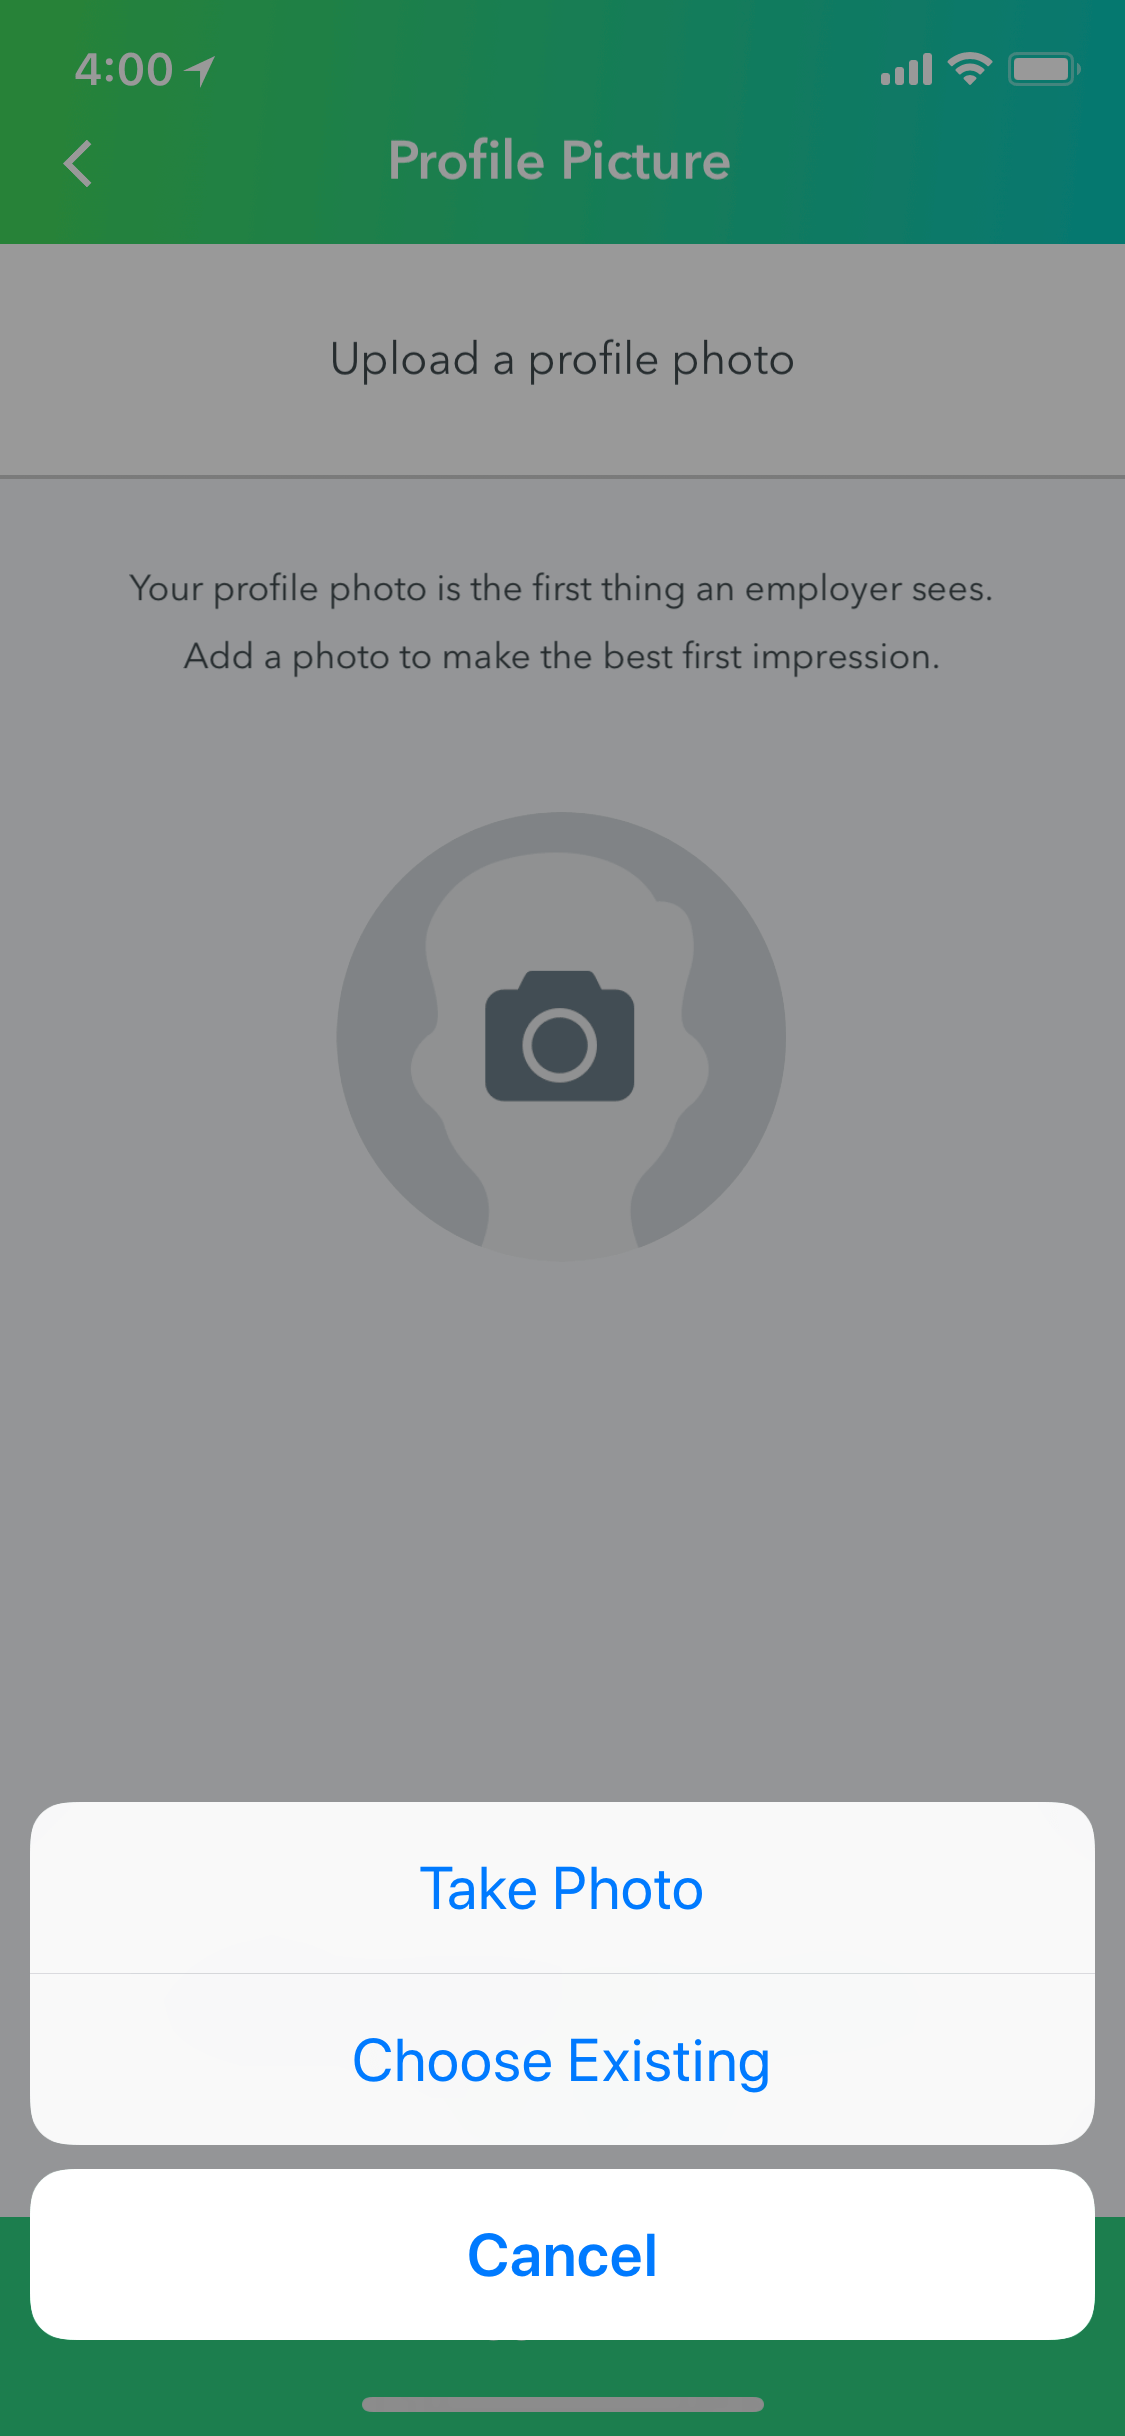 4:00
Profile Picture
Upload a profile photo
Your profile photo is the first thing an employer sees.
Add a photo to make the best first impression.
Take Photo
Choose Existing
Cancel